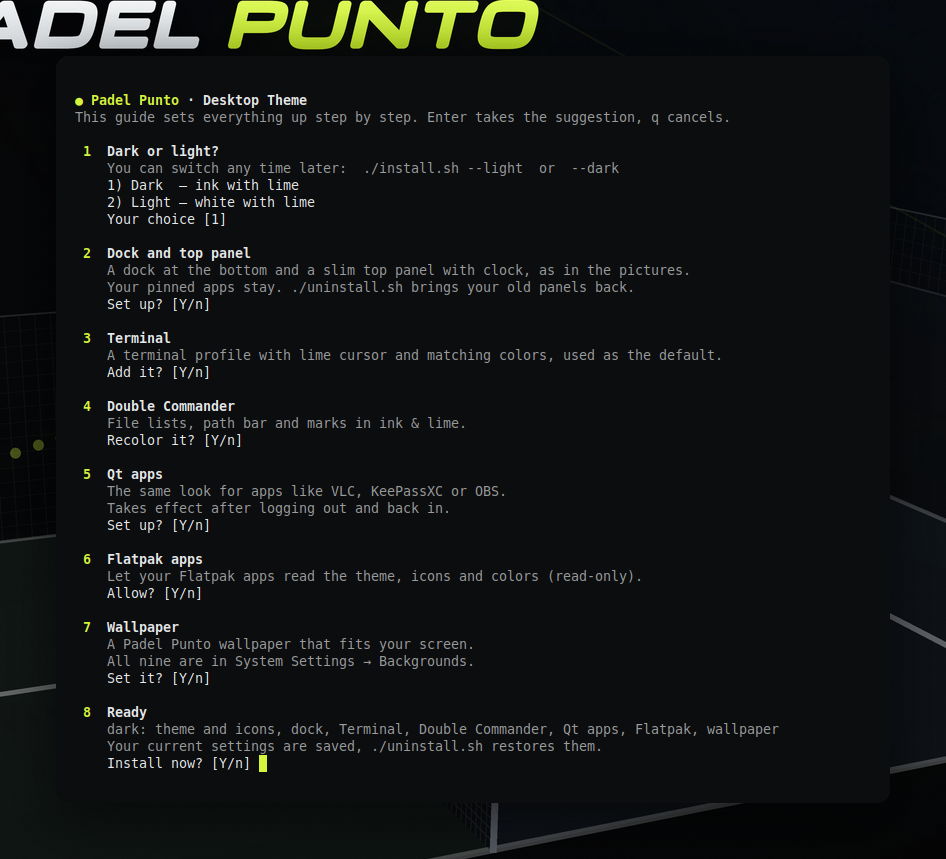 ADEL PUNTO
● Padel Punto · Desktop Theme
This guide sets everything up step by step. Enter takes the suggestion, q cancels.
1 Dark or light?
You can switch any time later: ./install.sh --light or --dark
1) Dark — ink with lime
2) Light — white with lime
Your choice [1]
2 Dock and top panel
A dock at the bottom and a slim top panel with clock, as in the pictures.
Your pinned apps stay. ./uninstall.sh brings your old panels back.
Set up? [Y/n]
3 Terminal
A terminal profile with lime cursor and matching colors, used as the default.
Add it? [Y/n]
4 Double Commander
File lists, path bar and marks in ink & lime.
Recolor it? [Y/n]
5 Qt apps
The same look for apps like VLC, KeePassXC or OBS.
Takes effect after logging out and back in.
Set up? [Y/n]
6 Flatpak apps
Let your Flatpak apps read the theme, icons and colors (read-only).
Allow? [Y/n]
7 Wallpaper
A Padel Punto wallpaper that fits your screen.
All nine are in System Settings → Backgrounds.
Set it? [Y/n]
8 Ready
dark: theme and icons, dock, Terminal, Double Commander, Qt apps, Flatpak, wallpaper
Your current settings are saved, ./uninstall.sh restores them.
Install now? [Y/n]